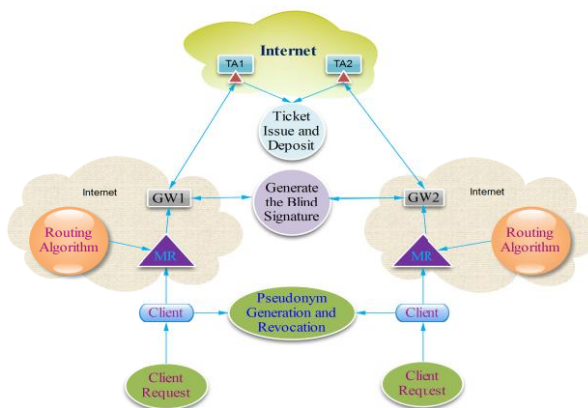 Internet
TA1
TA2
Ticket
Issue and
Deposit
Internet
Internet
GW1
Generate
the Blind
Signature
GW2
Routing
Algorithm
MR
MR
Routing
Algorithm
Client
Pseudonym
Generation and
Revocation
Client
Client
Request
Client
Request